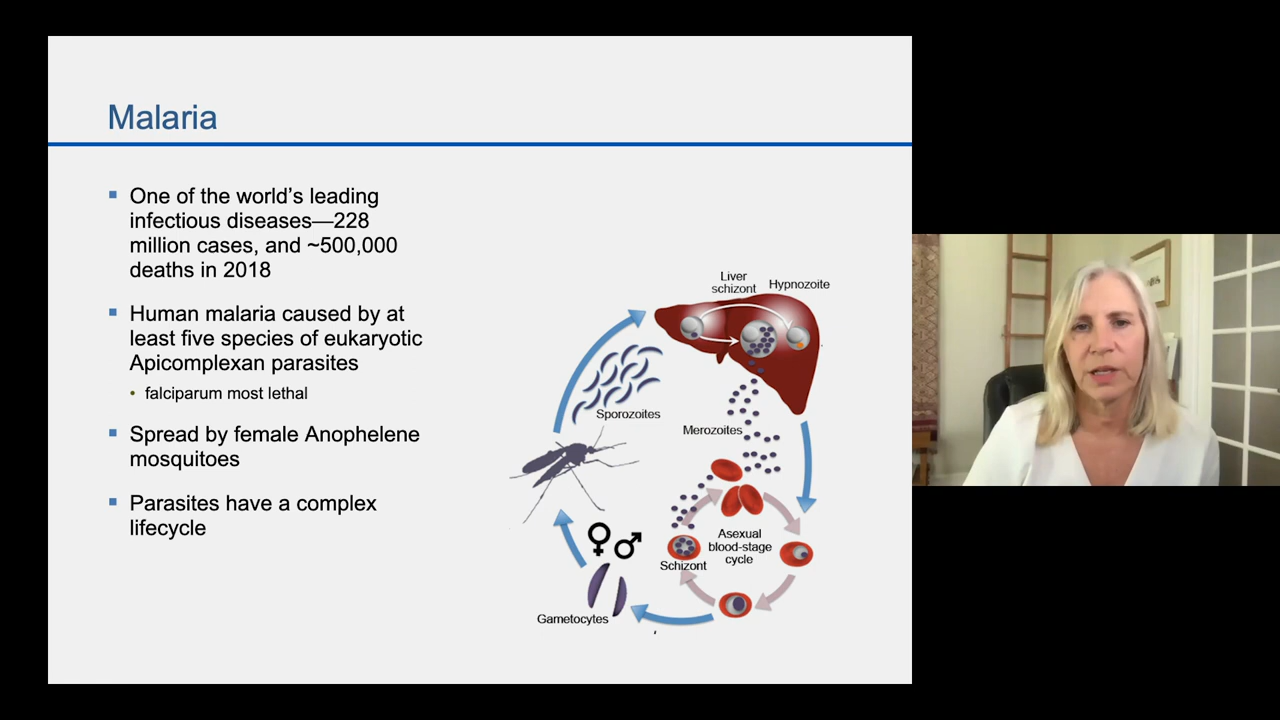 Malaria
▪ One of the world's leading
infectious diseases—228
million cases, and ~500,000
deaths in 2018
▪ Human malaria caused by at
least five species of eukaryotic
Apicomplexan parasites
• falciparum most lethal
▪ Spread by female Anophelene
mosquitoes
▪ Parasites have a complex
lifecycle
Liver
schizont
Hypnozoite
Sporozoites
Merozoites
Asexual
blood-stage
cycle
Schizont
Gametocytes